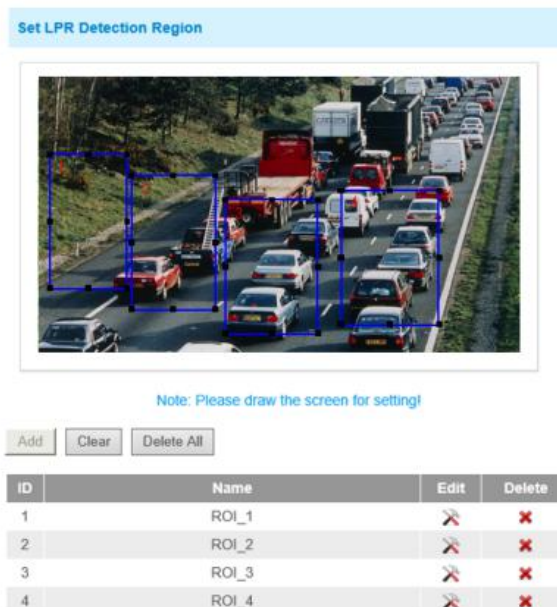 Set LPR Detection Region
Note: Please draw the screen for setting!
Add Clear Delete All
ID Name Edit Delete
1 ROI_1
2 ROI_2
3 ROI_3
4 ROI_4